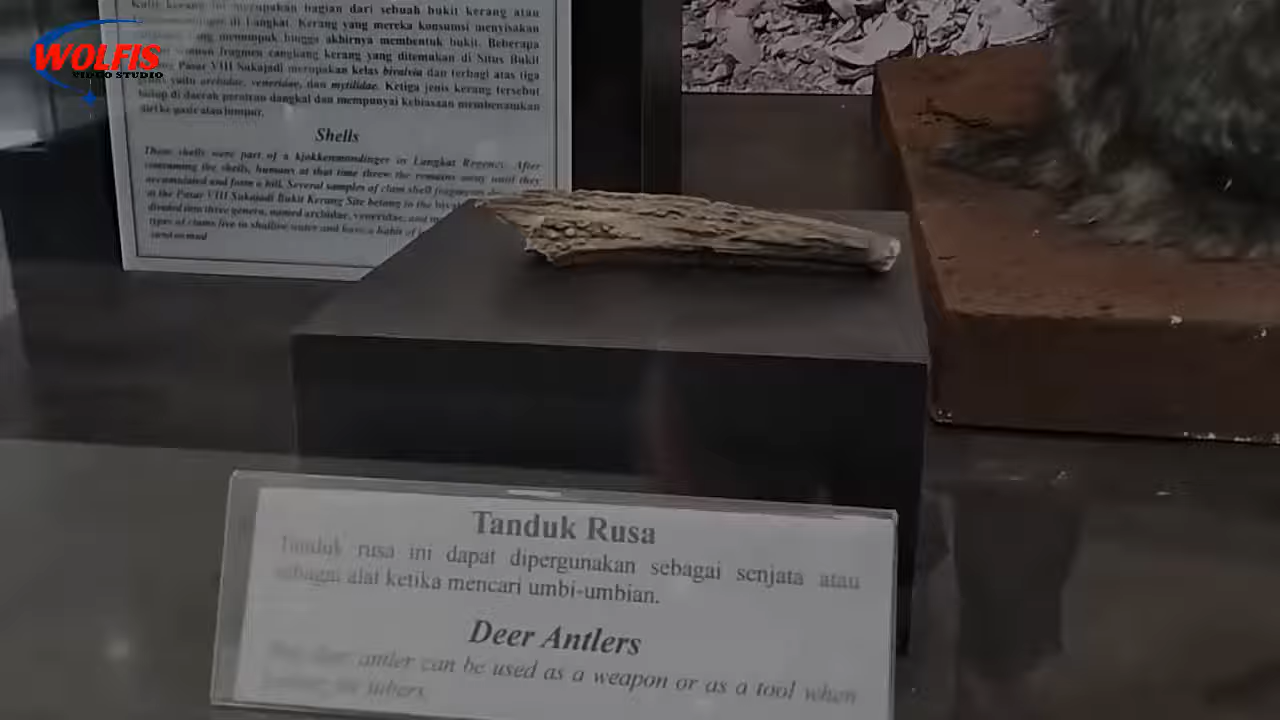 WOLFIS
VIDEO STUDIO
merupakan bagian dari sebuah bukit kerang atau
di Langkat. Kerang yang mereka konsumsi menyisakan
yang menumpuk hingga akhirnya membentuk bukit. Beberapa
fragmen cangkang kerang yang ditemukan di Situs Bukit
Pasar VIII Sukajadi merupakan kelas bivalvia dan terbagi atas tiga
yaitu archidae, veneridae, dan mytilidae. Ketiga jenis kerang tersebut
hidup di daerah perairan dangkal dan mempunyai kebiasaan membenamkan
diri ke pasir atau lumpur.
Shells
These shells were part of a kjokkenmondinger in Langkat Regency. After
consuming the shells, humans at that time threw the remains away until they
accumulated and form a hill. Several samples of clam shell fragments
at the Pasar VIII Sukajadi Bukit Kerang Site belong to the
divided into three genera, named archidae, veneridae, and
types of clams live in shallow water and have a habit of
sand or mud
Tanduk Rusa
Tanduk rusa ini dapat dipergunakan sebagai senjata atau
sebagai alat ketika mencari umbi-umbian.
Deer Antlers
antler can be used as a weapon or as a tool when
tubers.